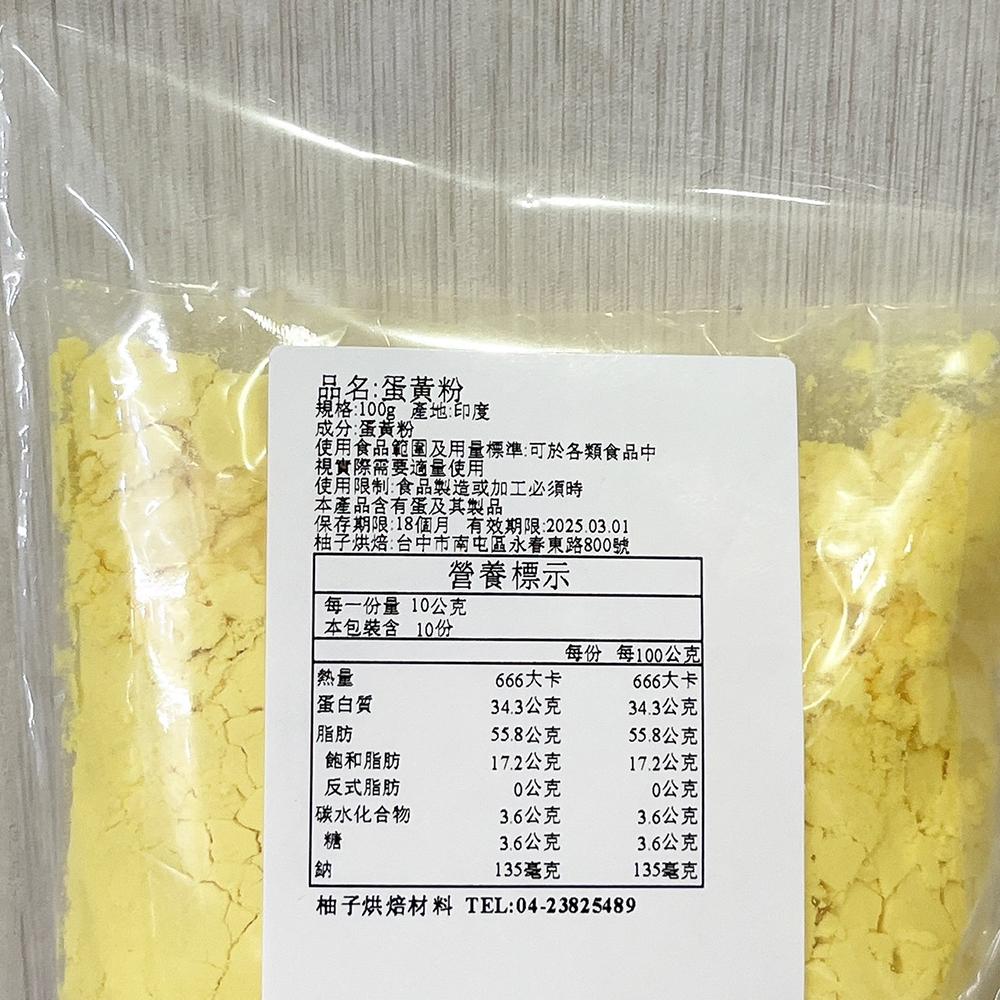 品名:蛋黃粉
規格:100g 產地:印度
成分:蛋黃粉
使用食品範圍及用量標準:可於各類食品中
視實際需要適量使用
使用限制:食品製造或加工必須時
本產品含有蛋及其製品
保存期限:18個月 有效期限:2025.03.01
柚子烘焙:台中市南屯區永春東路800號
營養標示
每一份量 10公克
本包裝含 10份
每份 每100公克
熱量 666大卡 666大卡
蛋白質 34.3公克 34.3公克
脂肪 55.8公克 55.8公克
飽和脂肪 17.2公克 17.2公克
反式脂肪 0公克 0公克
碳水化合物 3.6公克 3.6公克
糖 3.6公克 3.6公克
鈉 135毫克 135毫克
柚子烘焙材料 TEL:04-23825489